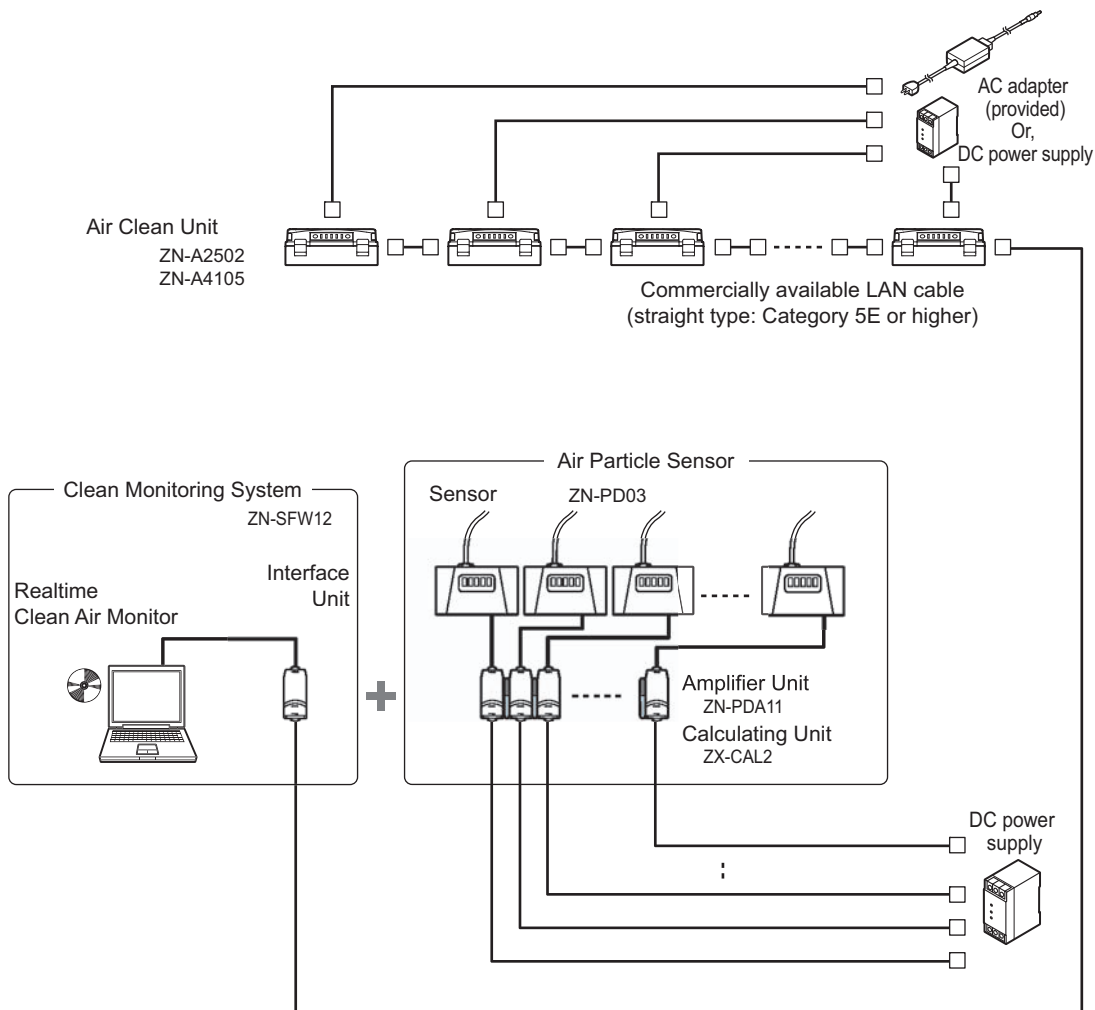 AC adapter
(provided)
Or,
DC power supply
Air Clean Unit
ZN-A2502
ZN-A4105
Commercially available LAN cable
(straight type: Category 5E or higher)
Clean Monitoring System
ZN-SFW12
Realtime
Clean Air Monitor
Interface
Unit
Air Particle Sensor
Sensor
ZN-PD03
Amplifier Unit
ZN-PDA11
Calculating Unit
ZX-CAL2
DC power
supply